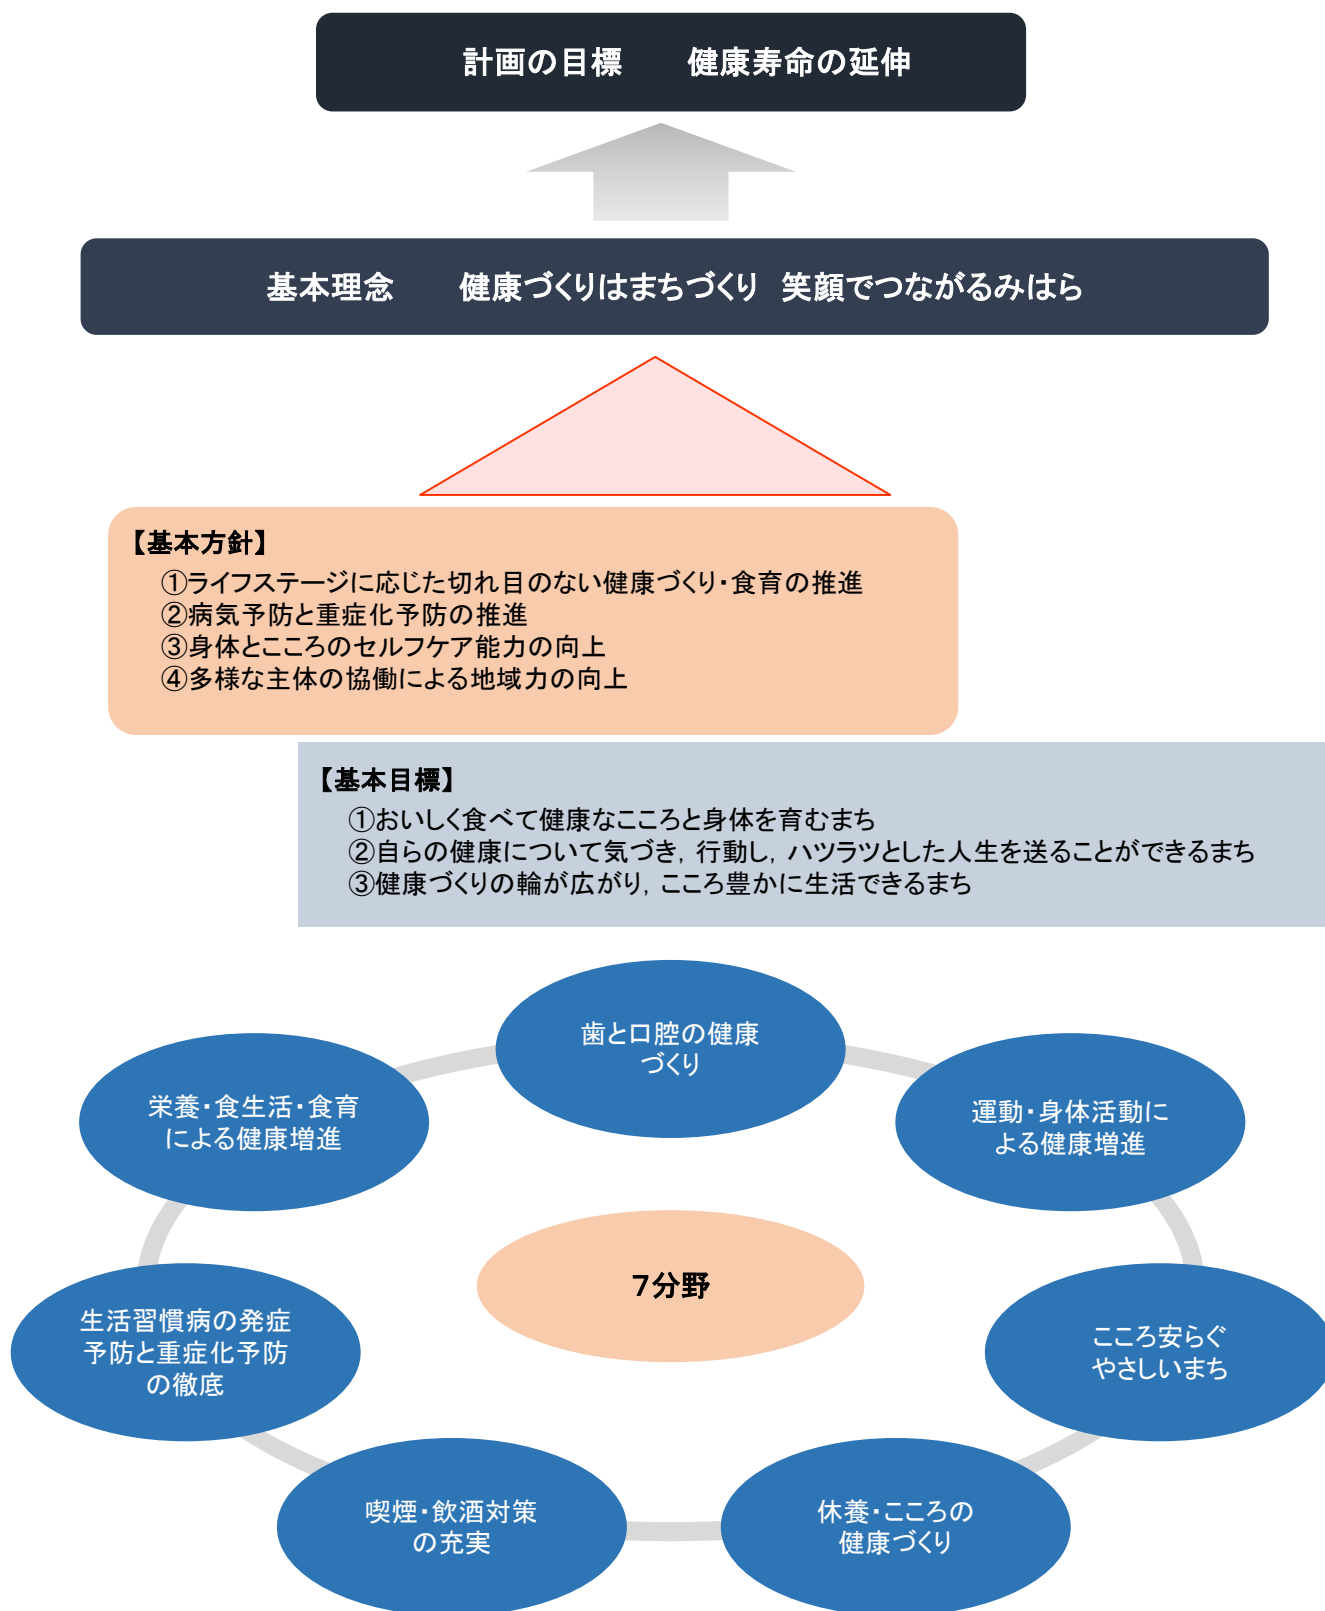 計画の目標　　健康寿命の延伸
基本理念　　健康づくりはまちづくり　笑顔でつながるみはら
【基本方針】
①ライフステージに応じた切れ目のない健康づくり・食育の推進
②病気予防と重症化予防の推進
③身体とこころのセルフケア能力の向上
④多様な主体の協働による地域力の向上
【基本目標】
①おいしく食べて健康なこころと身体を育むまち
②自らの健康について気づき，行動し，ハツラツとした人生を送ることができるまち
③健康づくりの輪が広がり，こころ豊かに生活できるまち
歯と口腔の健康
づくり
運動・身体活動に
よる健康増進
こころ安らぐ
やさしいまち
休養・こころの
健康づくり
喫煙・飲酒対策
の充実
生活習慣病の発症
予防と重症化予防
の徹底
栄養・食生活・食育
による健康増進
７分野